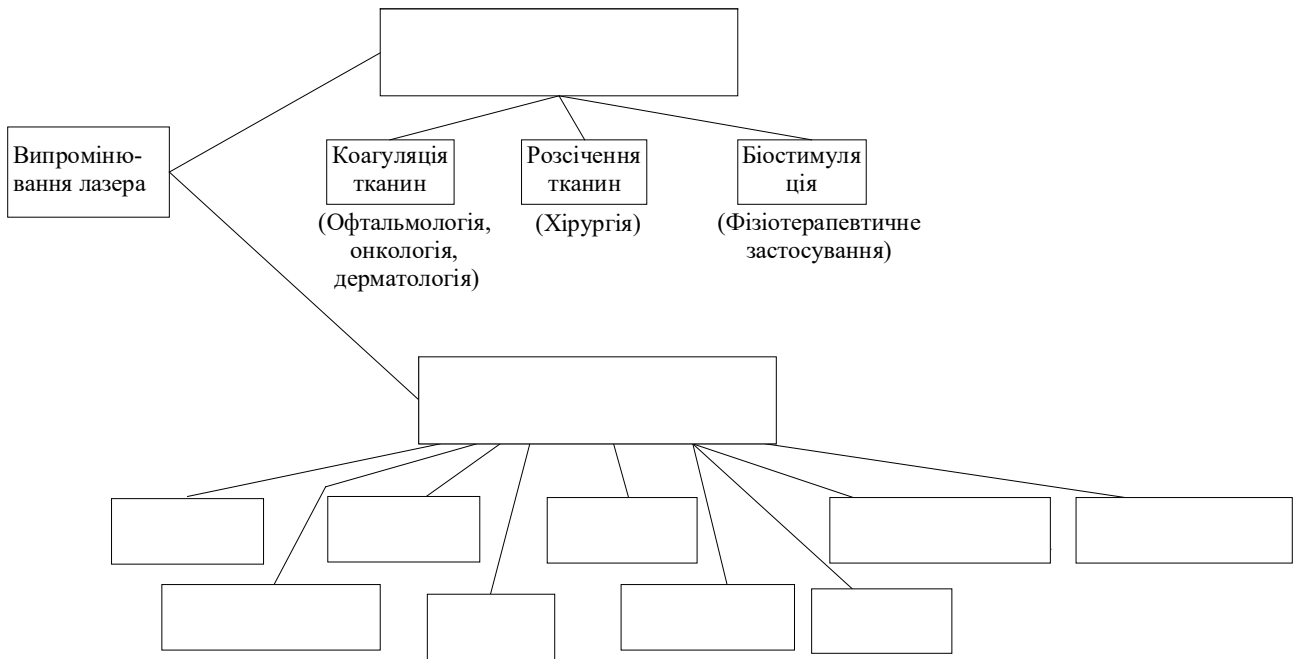 Випроміню-
вання лазера
Коагуляція
тканин
(Офтальмологія,
онкологія,
дерматологія)
Розсічення
тканин
(Хірургія)
Біостимуля
ція
(Фізіотерапевтичне
застосування)